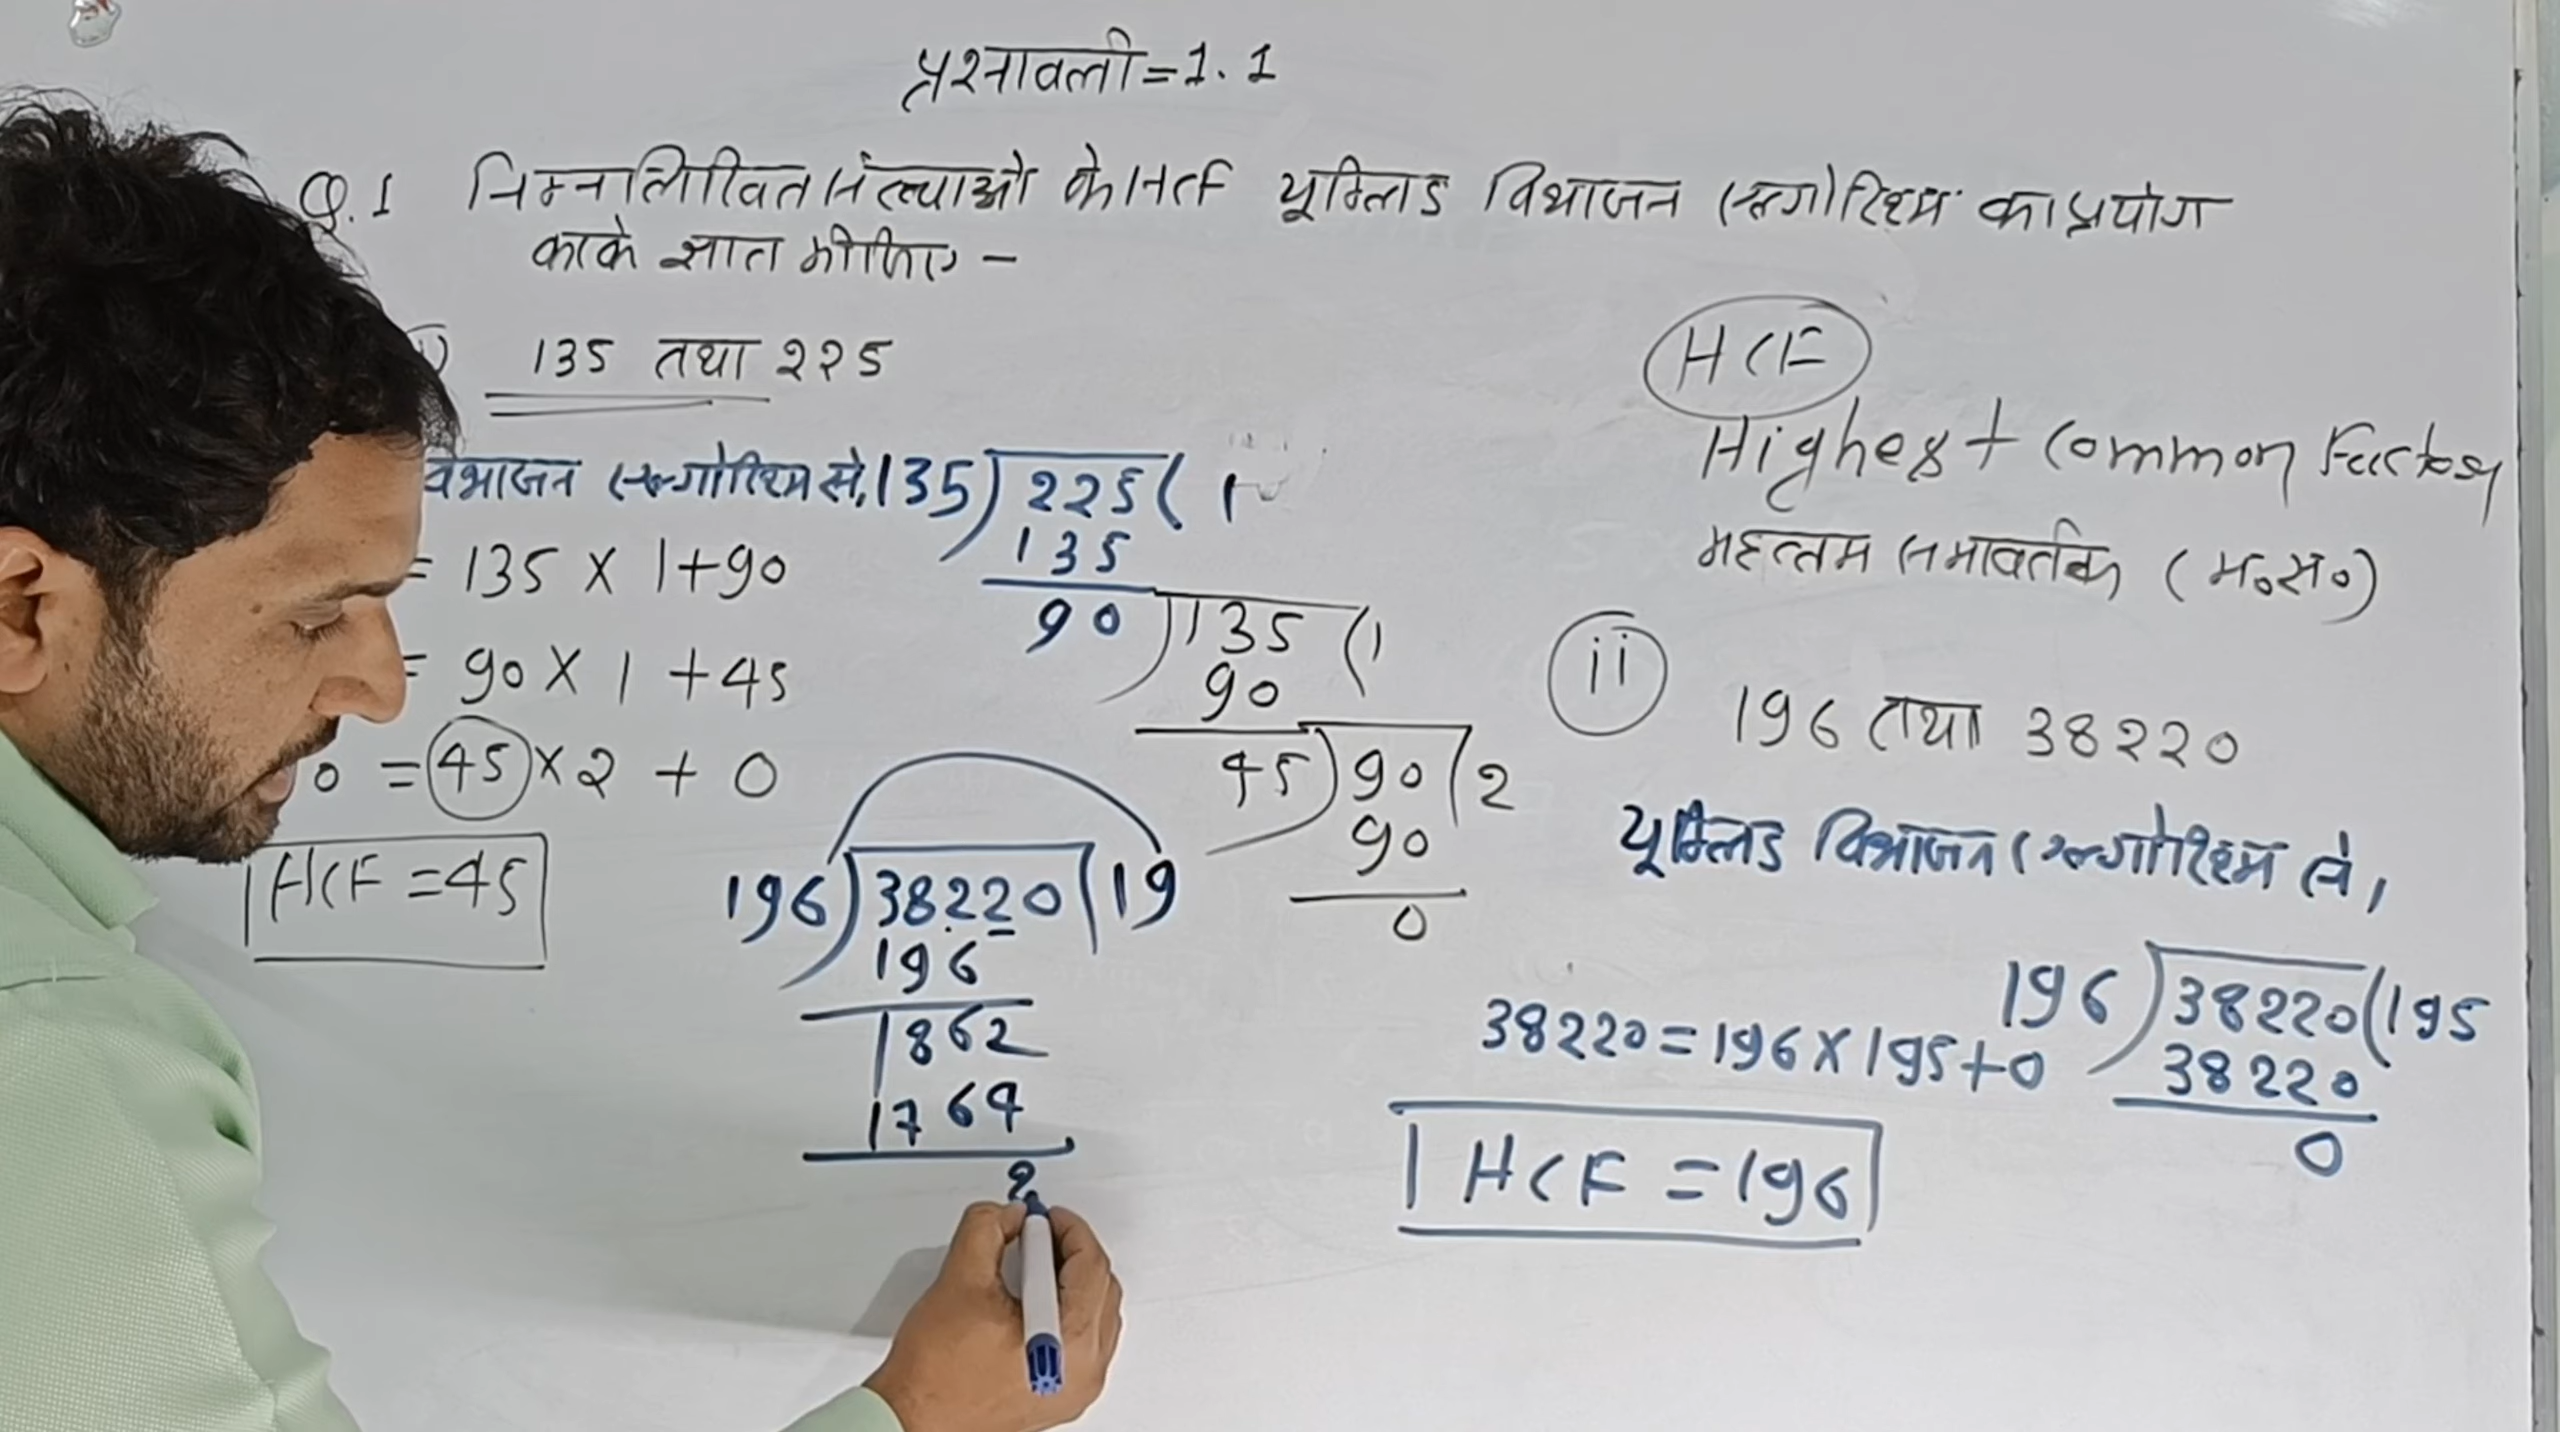 प्रश्नावली = 1.1
Q.1 निम्नलिखित संख्याओं के HCF यूक्लिड विभाजन एल्गोरिथ्म का प्रयोग
करके ज्ञात कीजिए -
135 तथा 225
विभाजन एल्गोरिथ्म से, 135) 225 ( 1
135
90 ) 135 ( 1
90
45 ) 90 ( 2
90
0
= 135 × 1 + 90
= 90 × 1 + 45
0 = 45 × 2 + 0
HCF = 45
196 ) 38220 ( 19
196
1862
1764
HCF
Highest Common Factor
महत्तम समावर्तक (म०स०)
ii 196 तथा 38220
यूक्लिड विभाजन एल्गोरिथ्म से,
196 ) 38220 ( 195
38220
0
38220 = 196 × 195 + 0
HCF = 196